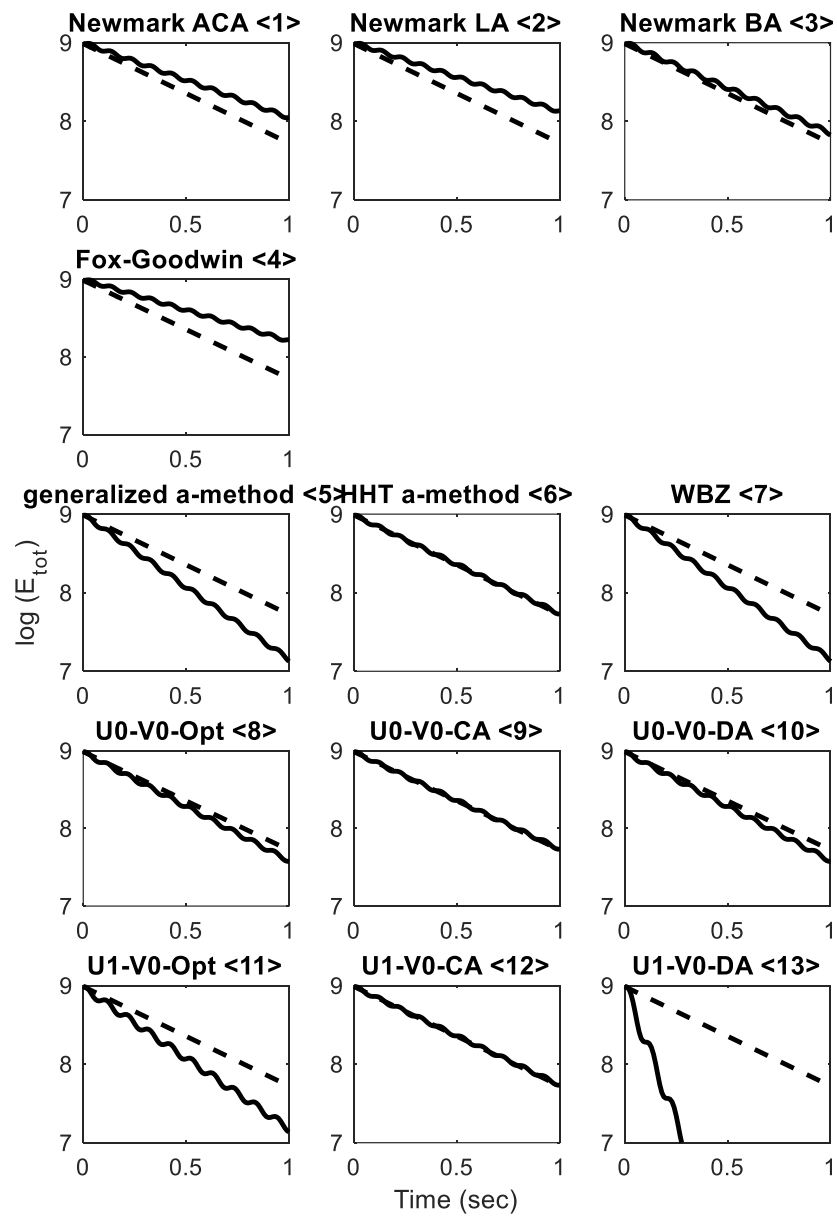 Newmark ACA <1> Newmark LA <2> Newmark BA <3>
9 9 9
8 8 8
7 7 7
0 0.5 1 0 0.5 1 0 0.5 1
Fox-Goodwin <4>
9
8
7
0 0.5 1
generalized a-method <5> HHT a-method <6> WBZ <7>
9 9 9
8 8 8
7 7 7
0 0.5 1 0 0.5 1 0 0.5 1
log (E_tot)
U0-V0-Opt <8> U0-V0-CA <9> U0-V0-DA <10>
9 9 9
8 8 8
7 7 7
0 0.5 1 0 0.5 1 0 0.5 1
U1-V0-Opt <11> U1-V0-CA <12> U1-V0-DA <13>
9 9 9
8 8 8
7 7 7
0 0.5 1 0 0.5 1 0 0.5 1
Time (sec)